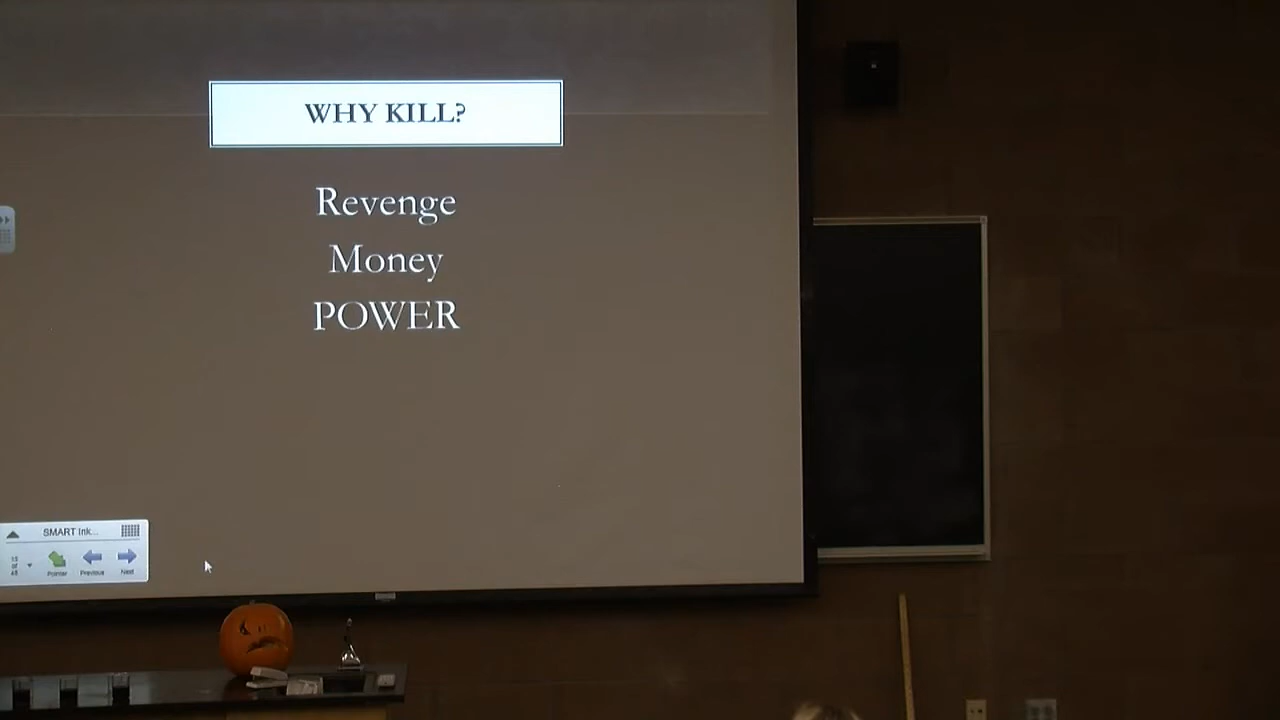 WHY KILL?
Revenge
Money
POWER
SMART Ink...
Pointer
Previous
Next